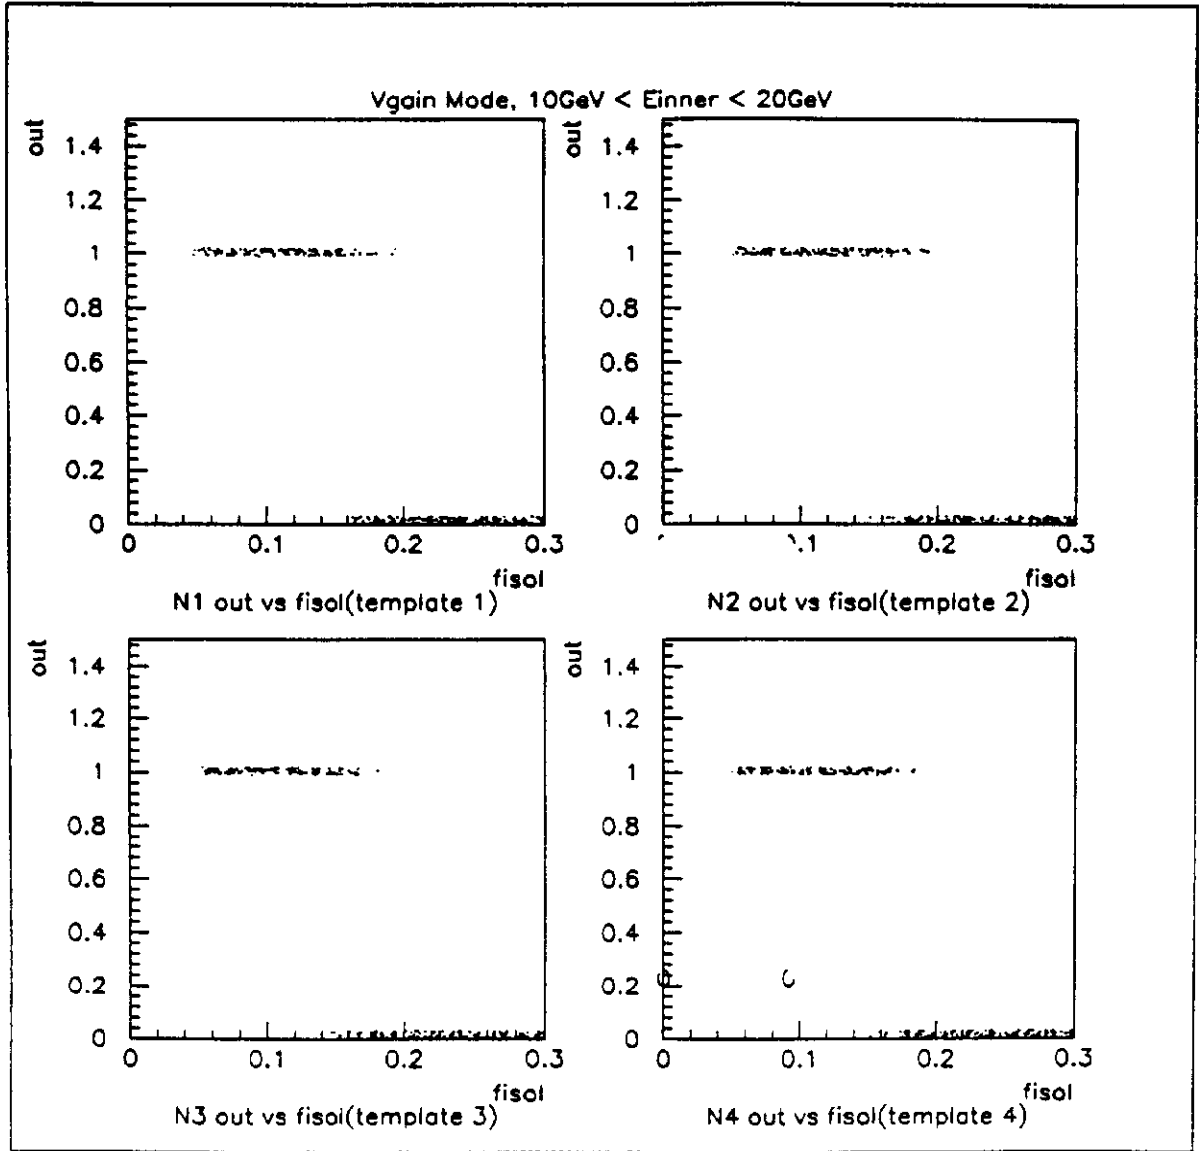 Vgain Mode, 10GeV < Einner < 20GeV
out
1.4
1.2
1
0.8
0.6
0.4
0.2
0
0 0.1 0.2 0.3
fisol
N1 out vs fisol(template 1)
out
1.4
1.2
1
0.8
0.6
0.4
0.2
0
.1 0.2 0.3
fisol
N2 out vs fisol(template 2)
out
1.4
1.2
1
0.8
0.6
0.4
0.2
0
0 0.1 0.2 0.3
fisol
N3 out vs fisol(template 3)
out
1.4
1.2
1
0.8
0.6
0.4
0.2
0
0 0.1 0.2 0.3
fisol
N4 out vs fisol(template 4)